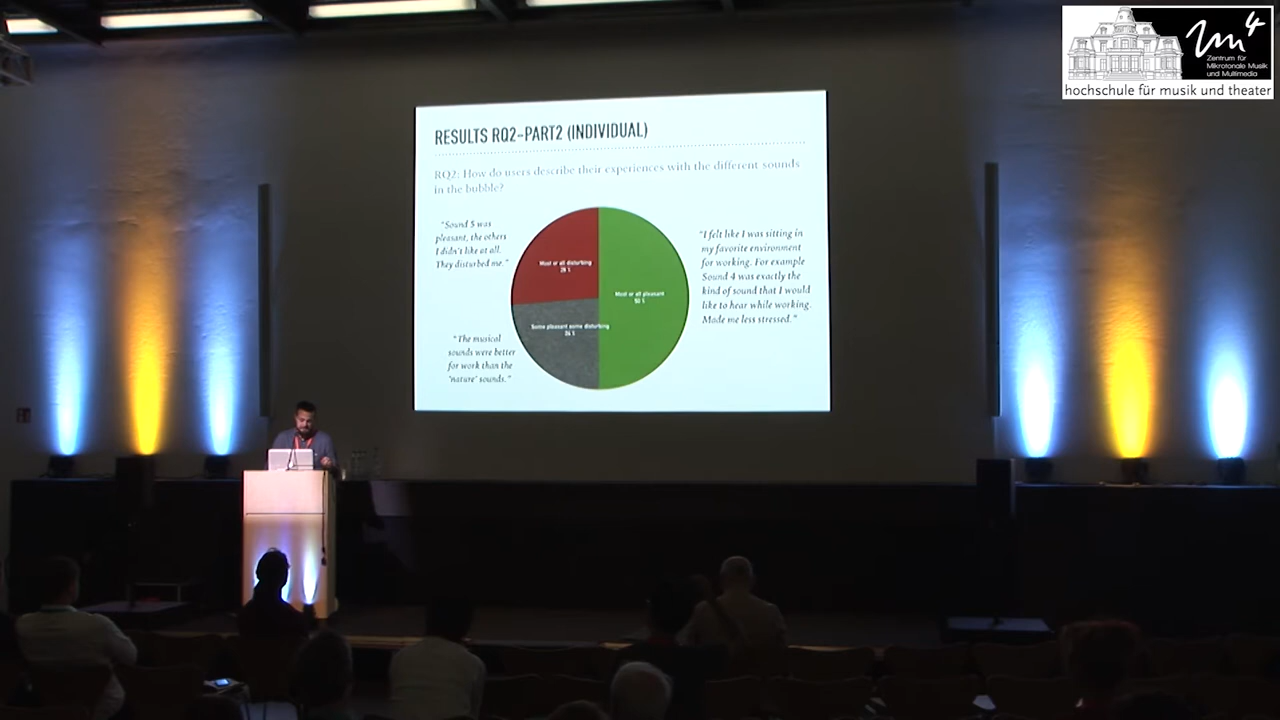 m4
Zentrum für
Mikrotonale Musik
und Multimedia
hochschule für musik und theater
RESULTS RQ2-PART2 (INDIVIDUAL)
RQ2: How do users describe their experiences with the different sounds
in the bubble?
"Sound 5 was
pleasant, the others
I didn't like at all.
They disturbed me."
Most or all disturbing
Most or all pleasant
50 %
Some pleasant some disturbing
"I felt like I was sitting in
my favorite environment
for working. For example
Sound 4 was exactly the
kind of sound that I would
like to hear while working.
Made me less stressed."
"The musical
sounds were better
for work than the
'nature' sounds."